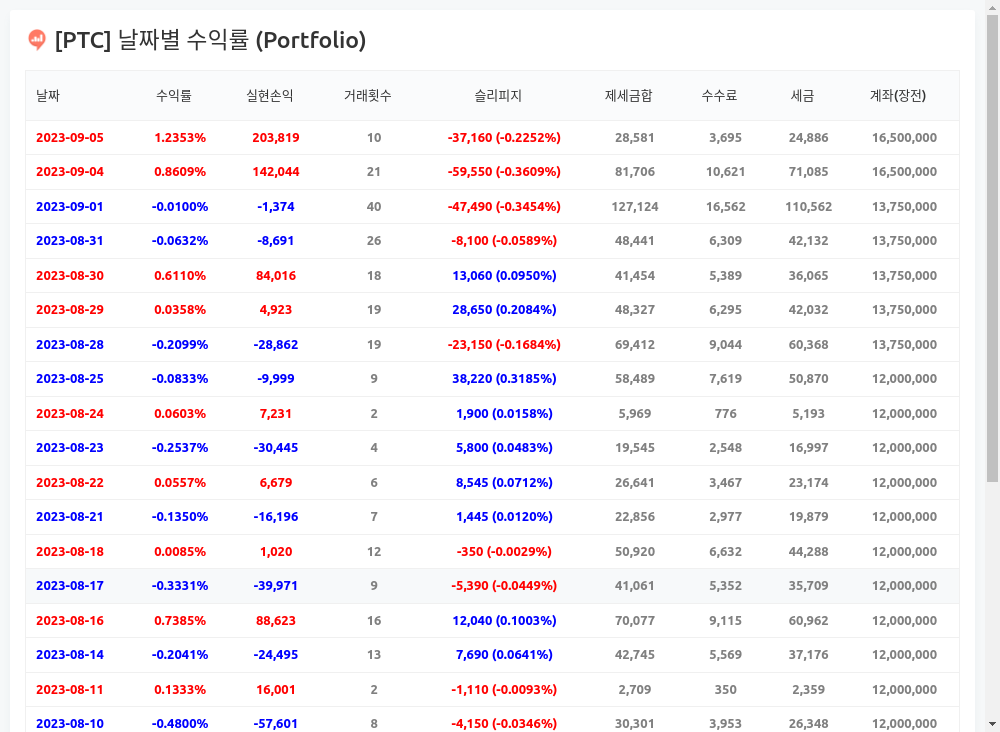 [PTC] 날짜별 수익률 (Portfolio)
날짜 수익률 실현손익 거래횟수 슬리피지 제세금합 수수료 세금 계좌(장전)
2023-09-05 1.2353% 203,819 10 -37,160 (-0.2252%) 28,581 3,695 24,886 16,500,000
2023-09-04 0.8609% 142,044 21 -59,550 (-0.3609%) 81,706 10,621 71,085 16,500,000
2023-09-01 -0.0100% -1,374 40 -47,490 (-0.3454%) 127,124 16,562 110,562 13,750,000
2023-08-31 -0.0632% -8,691 26 -8,100 (-0.0589%) 48,441 6,309 42,132 13,750,000
2023-08-30 0.6110% 84,016 18 13,060 (0.0950%) 41,454 5,389 36,065 13,750,000
2023-08-29 0.0358% 4,923 19 28,650 (0.2084%) 48,327 6,295 42,032 13,750,000
2023-08-28 -0.2099% -28,862 19 -23,150 (-0.1684%) 69,412 9,044 60,368 13,750,000
2023-08-25 -0.0833% -9,999 9 38,220 (0.3185%) 58,489 7,619 50,870 12,000,000
2023-08-24 0.0603% 7,231 2 1,900 (0.0158%) 5,969 776 5,193 12,000,000
2023-08-23 -0.2537% -30,445 4 5,800 (0.0483%) 19,545 2,548 16,997 12,000,000
2023-08-22 0.0557% 6,679 6 8,545 (0.0712%) 26,641 3,467 23,174 12,000,000
2023-08-21 -0.1350% -16,196 7 1,445 (0.0120%) 22,856 2,977 19,879 12,000,000
2023-08-18 0.0085% 1,020 12 -350 (-0.0029%) 50,920 6,632 44,288 12,000,000
2023-08-17 -0.3331% -39,971 9 -5,390 (-0.0449%) 41,061 5,352 35,709 12,000,000
2023-08-16 0.7385% 88,623 16 12,040 (0.1003%) 70,077 9,115 60,962 12,000,000
2023-08-14 -0.2041% -24,495 13 7,690 (0.0641%) 42,745 5,569 37,176 12,000,000
2023-08-11 0.1333% 16,001 2 -1,110 (-0.0093%) 2,709 350 2,359 12,000,000
2023-08-10 -0.4800% -57,601 8 -4,150 (-0.0346%) 30,301 3,953 26,348 12,000,000